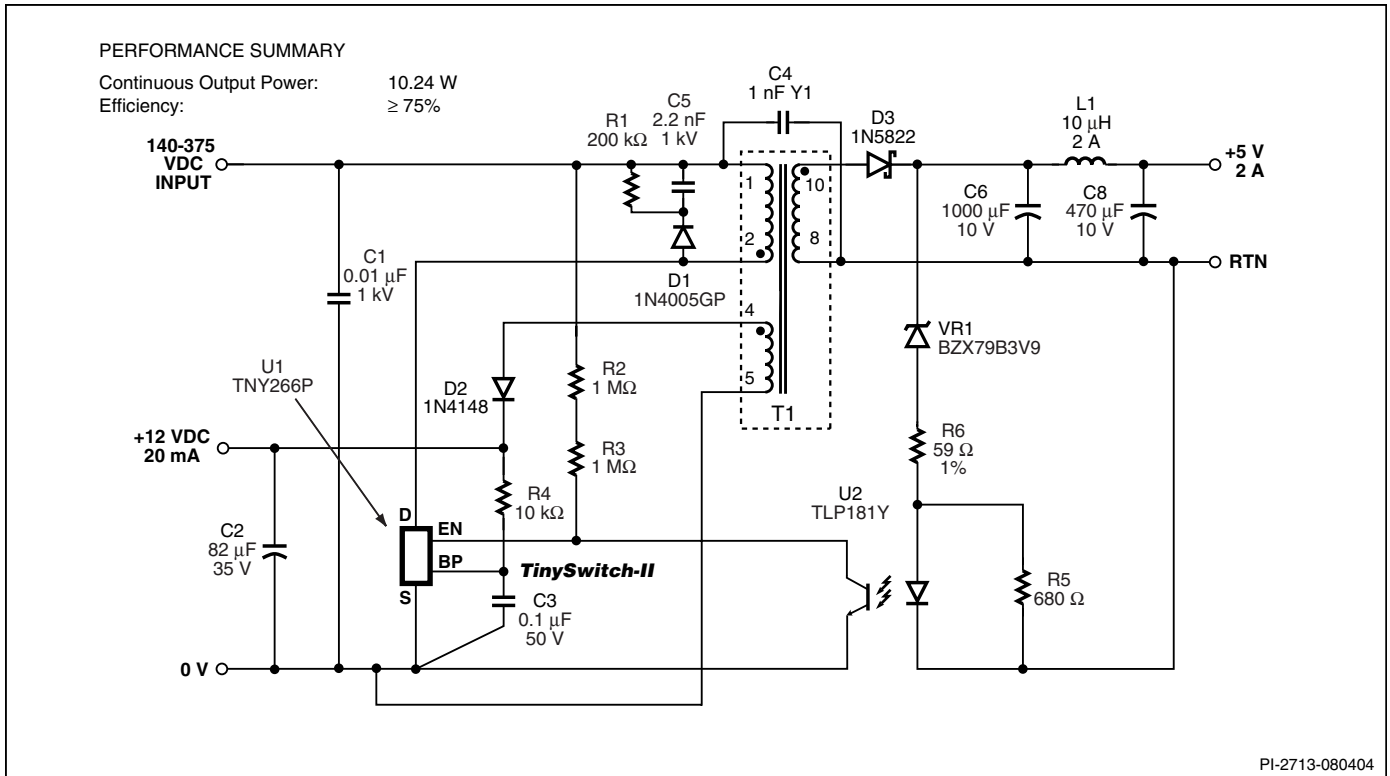 PERFORMANCE SUMMARY
Continuous Output Power: 10.24 W
Efficiency: ≥ 75%
140-375
VDC
INPUT
R1
200 kΩ
C5
2.2 nF
1 kV
C4
1 nF Y1
D3
1N5822
L1
10 µH
2 A
+5 V
2 A
1
2
10
8
C6
1000 µF
10 V
C8
470 µF
10 V
RTN
C1
0.01 µF
1 kV
D1
1N4005GP
4
5
T1
VR1
BZX79B3V9
U1
TNY266P
D2
1N4148
R2
1 MΩ
+12 VDC
20 mA
R3
1 MΩ
R6
59 Ω
1%
R4
10 kΩ
U2
TLP181Y
C2
82 µF
35 V
D
EN
BP
S
TinySwitch-II
C3
0.1 µF
50 V
R5
680 Ω
0 V
PI-2713-080404